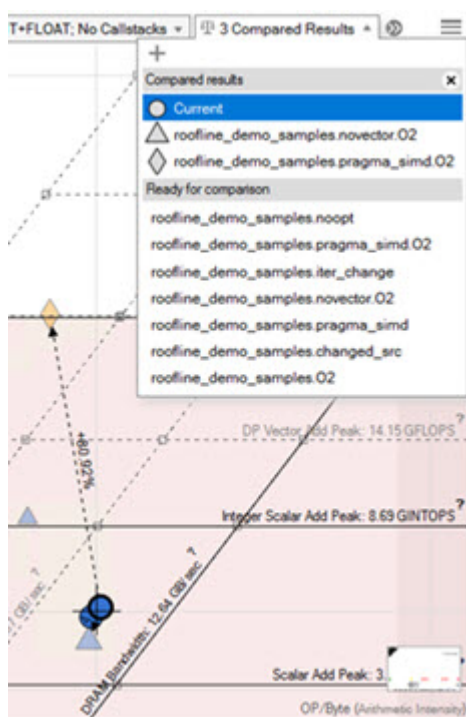 T+FLOAT; No Callstacks
3 Compared Results
+
Compared results
Current
roofline_demo_samples.novector.O2
roofline_demo_samples.pragma_simd.O2
Ready for comparison
roofline_demo_samples.noopt
roofline_demo_samples.pragma_simd.O2
roofline_demo_samples.iter_change
roofline_demo_samples.novector.O2
roofline_demo_samples.pragma_simd
roofline_demo_samples.changed_src
roofline_demo_samples.O2
?
DP Vector Add Peak: 14.15 GFLOPS
+80.92%
?
Integer Scalar Add Peak: 8.69 GINTOPS
?
?
GB/sec
DRAM Bandwidth: 12.64 GB/sec
Scalar Add Peak: 3.
OP/Byte (Arithmetic Intensity)